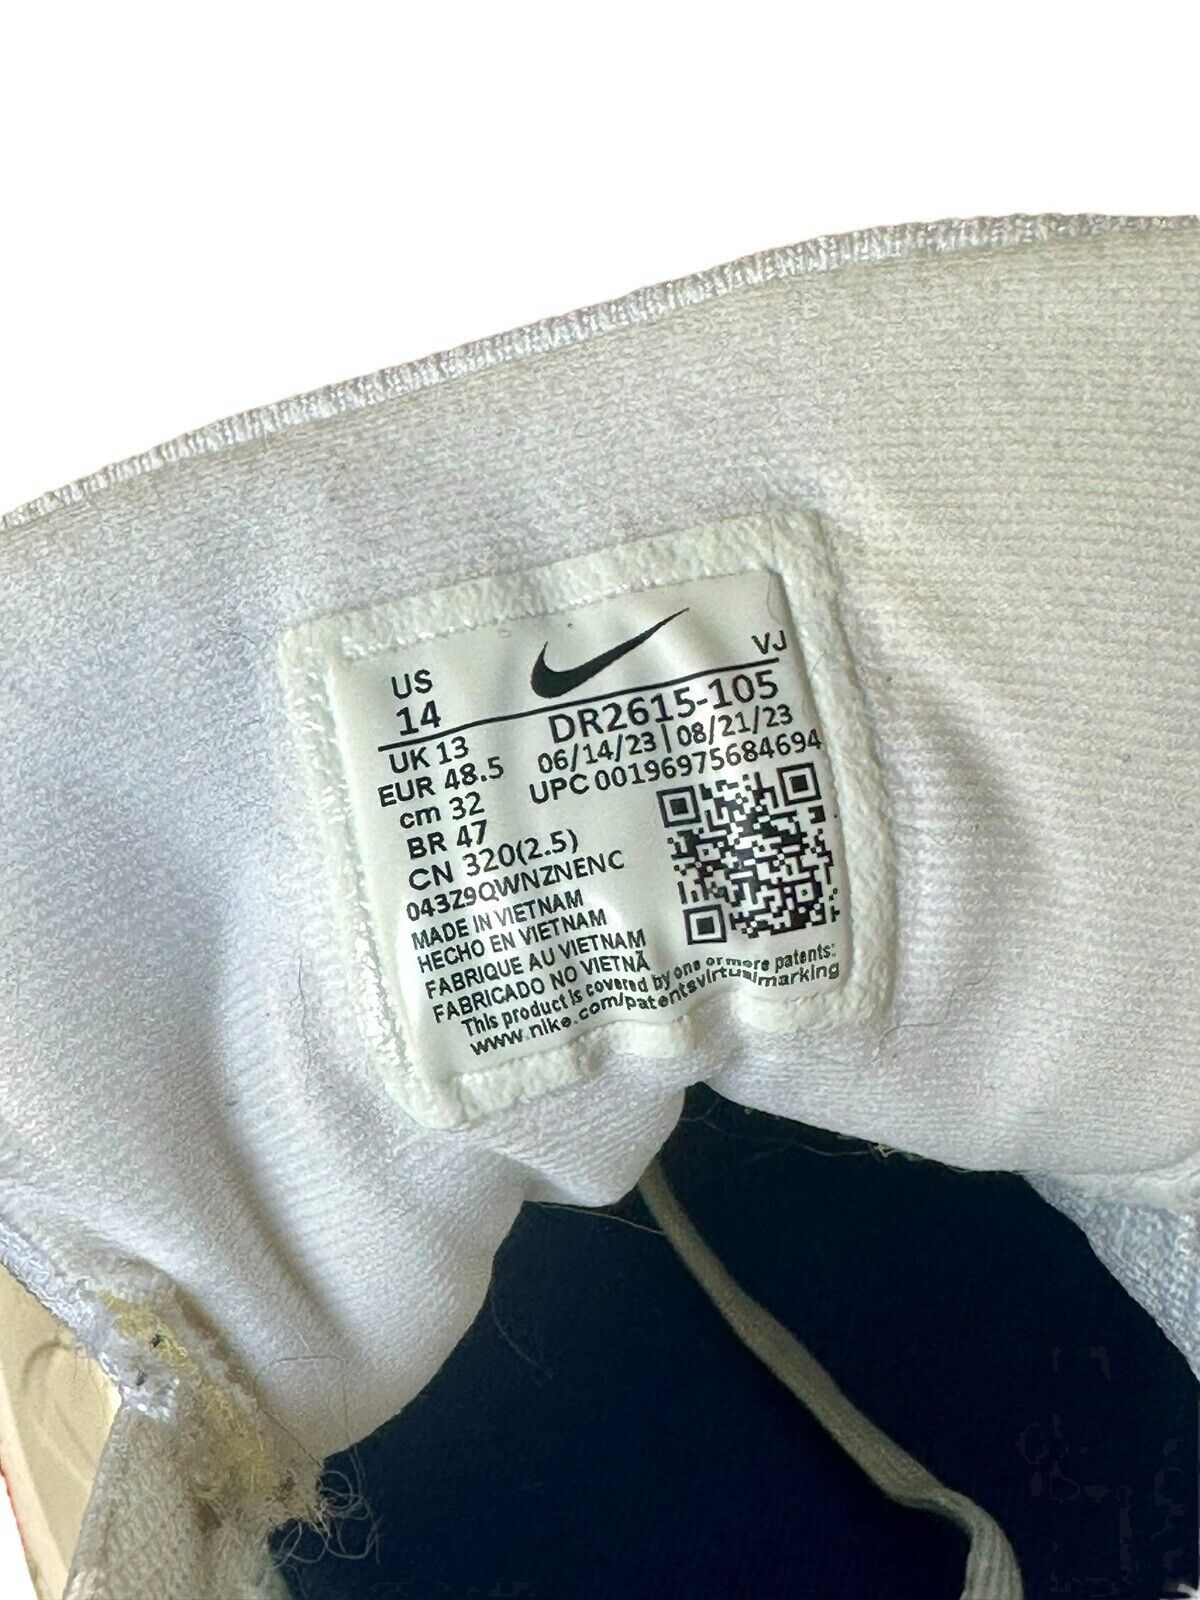 US
14
VJ
DR2615-105
UK 13
06/14/23 | 08/21/23
EUR 48.5
UPC 00196975684694
cm 32
BR 47
CN 320(2.5)
043Z9QWNZNENC
MADE IN VIETNAM
HECHO EN VIETNAM
FABRIQUE AU VIETNAM
FABRICADO NO VIETNÃ
This product is covered by one or more patents:
www.nike.com/patentsvirtualmarking